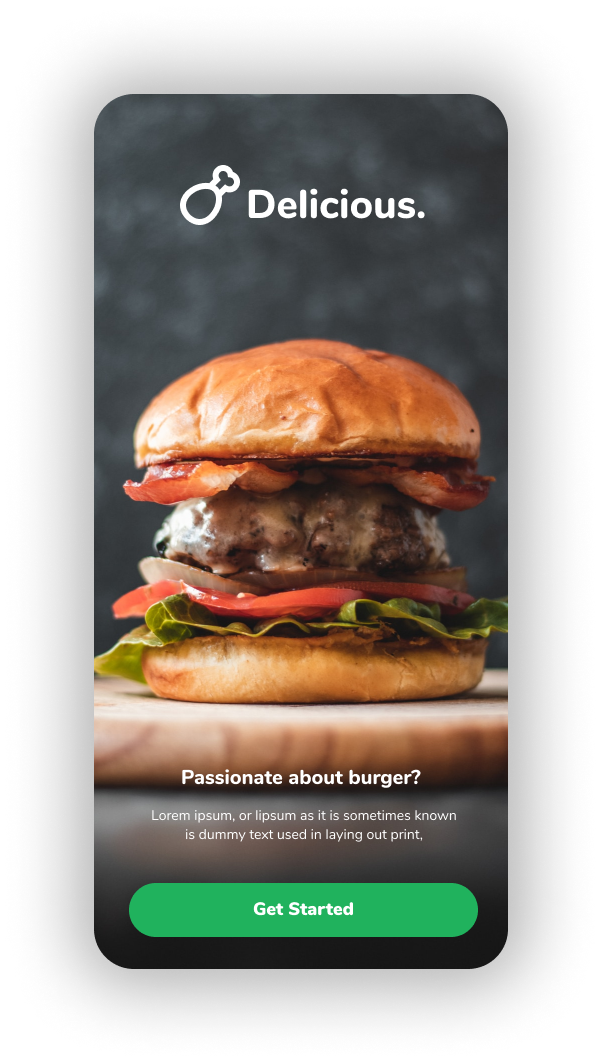 Delicious.
Passionate about burger?
Lorem ipsum, or lipsum as it is sometimes known
is dummy text used in laying out print,
Get Started